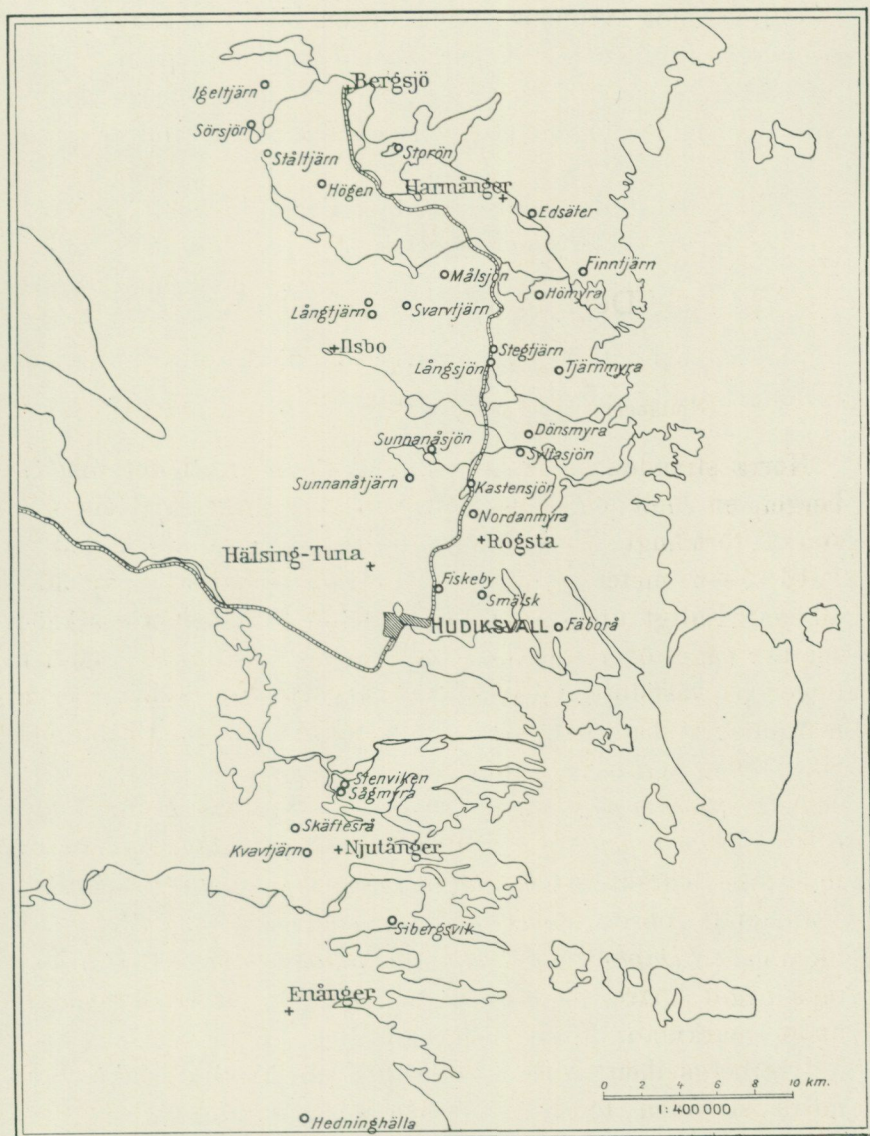 Bergsjö
Igeltjärn
Sörsjön
Ståltjärn
Storön
Högen
Harmånger
Edsäter
Målsjön
Finntjärn
Hömyra
Långtjärn
Svarvtjärn
Ilsbo
Stegtjärn
Långsjön
Tjärnmyra
Dönsmyra
Sunnanåsjön
Syltasjön
Sunnanåtjärn
Kastensjön
Nordanmyra
Rogsta
Hälsing-Tuna
Fiskeby
Smälsk
HUDIKSVALL
Fäborå
Stenviken
Sågmyra
Skäftesrå
Kvavtjärn
Njutånger
Sibergsvik
Enånger
0 2 4 6 8 10 km.
1:400 000
Hedninghälla